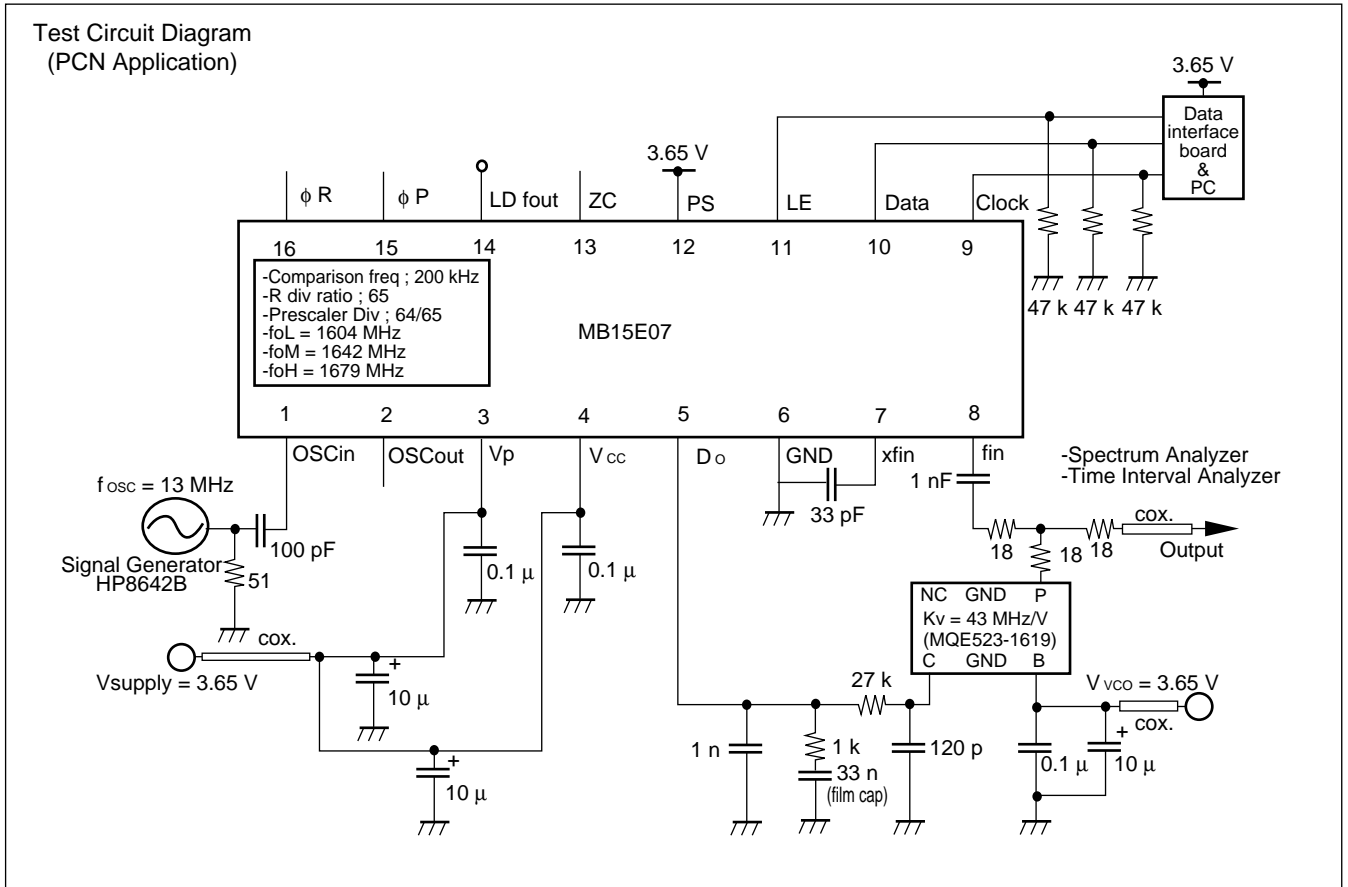 Test Circuit Diagram
(PCN Application)
3.65 V
Data
interface
board
&
PC
3.65 V
ϕ R
ϕ P
LD fout
ZC
PS
LE
Data
Clock
16
15
14
13
12
11
10
9
47 k
47 k
47 k
-Comparison freq ; 200 kHz
-R div ratio ; 65
-Prescaler Div ; 64/65
-foL = 1604 MHz
-foM = 1642 MHz
-foH = 1679 MHz
MB15E07
1
2
3
4
5
6
7
8
OSCin
OSCout
Vp
V CC
D O
GND
xfin
fin
-Spectrum Analyzer
-Time Interval Analyzer
f OSC = 13 MHz
1 nF
33 pF
100 pF
Signal Generator
HP8642B
51
0.1 μ
0.1 μ
18
18
18
cox.
Output
NC GND P
Kv = 43 MHz/V
(MQE523-1619)
C GND B
cox.
Vsupply = 3.65 V
+
10 μ
+
10 μ
27 k
V VCO = 3.65 V
cox.
1 n
1 k
33 n
(film cap)
120 p
0.1 μ
+
10 μ